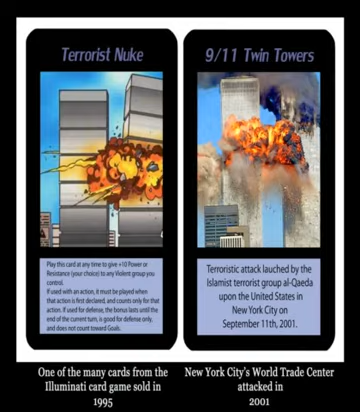 Terrorist Nuke
Play this card at any time to give +10 Power or
Resistance (your choice) to any Violent group you
control.
If used with an action, it must be played when
that action is first declared, and counts only for that
action. If used for defense, the bonus lasts until the
end of the current turn, is good for defense only,
and does not count toward Goals.
9/11 Twin Towers
Terroristic attack lauched by the
Islamist terrorist group al-Qaeda
upon the United States in
New York City on
September 11th, 2001.
One of the many cards from the
Illuminati card game sold in
1995
New York City's World Trade Center
attacked in
2001